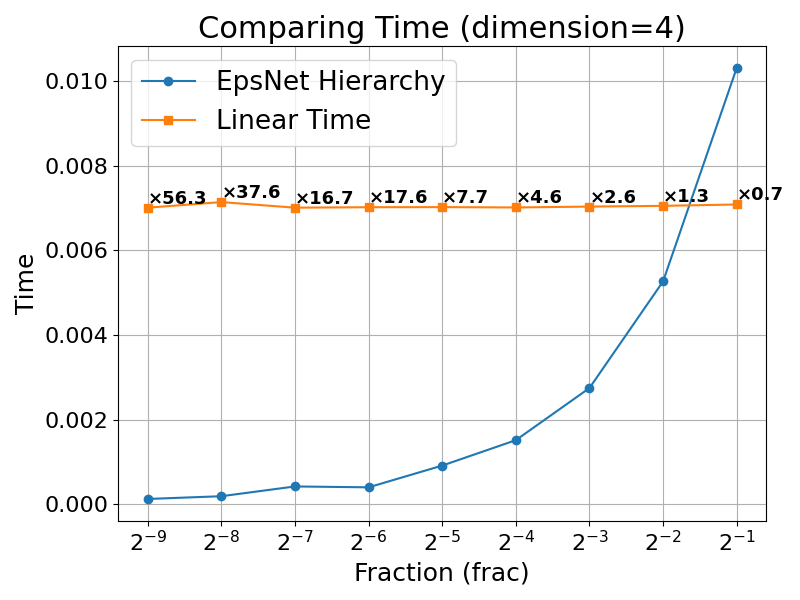 Comparing Time (dimension=4)
EpsNet Hierarchy
Linear Time
×56.3
×37.6
×16.7
×17.6
×7.7
×4.6
×2.6
×1.3
×0.7
0.010
0.008
0.006
0.004
0.002
0.000
Time
2⁻⁹ 2⁻⁸ 2⁻⁷ 2⁻⁶ 2⁻⁵ 2⁻⁴ 2⁻³ 2⁻² 2⁻¹
Fraction (frac)